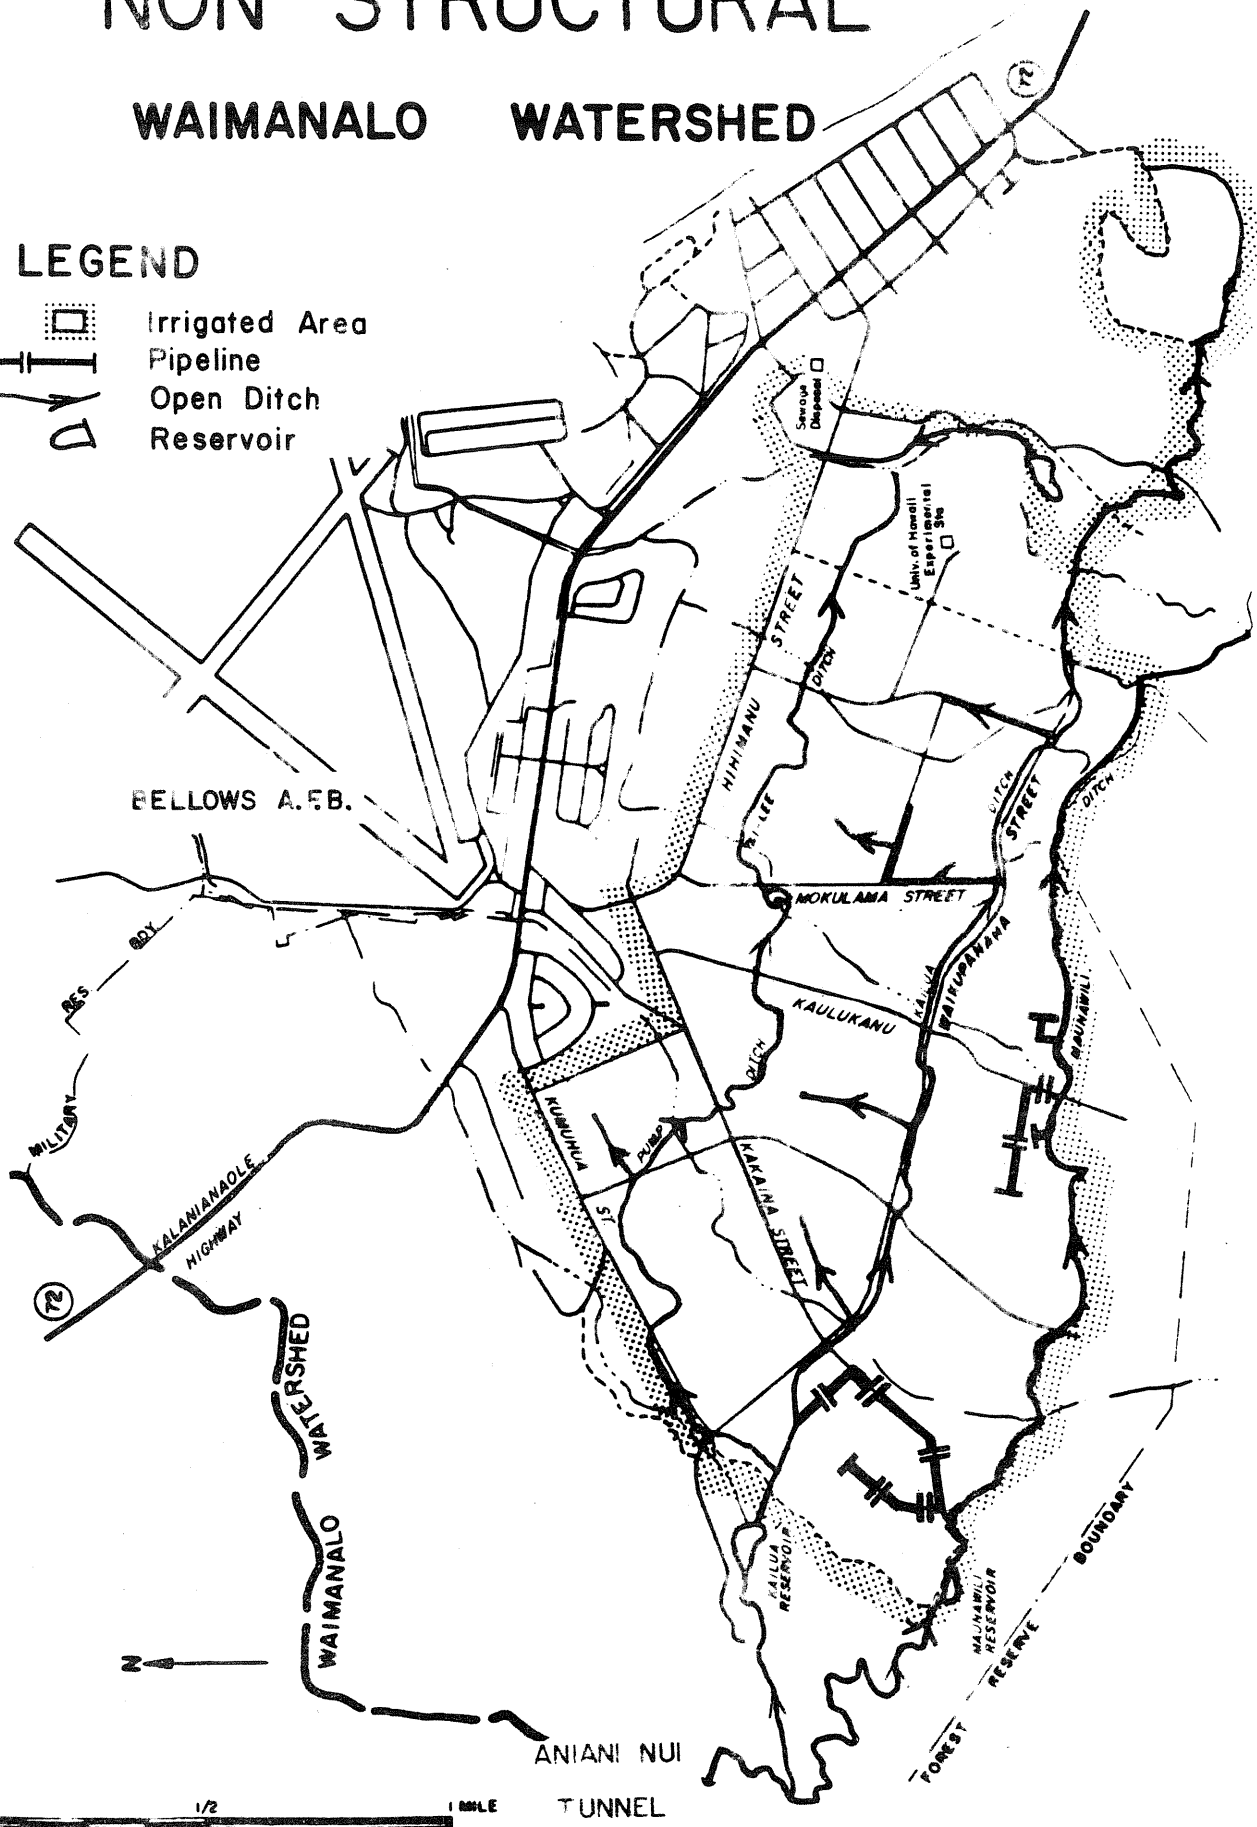 NON STRUCTURAL
WAIMANALO WATERSHED
72
LEGEND
Irrigated Area
Pipeline
Open Ditch
Reservoir
Sewage
Disposal
Univ. of Hawaii
Experimental
Sta
STREET
HIHIMANU
DITCH
DITCH
STREET
DITCH
BELLOWS A.F.B.
MOKULAMA STREET
BDY
RES
MILITARY
KAILUA
WAIKUPANAHA
KAULUKANU
MAUNAWILI
DITCH
KUMUHUA
ST
PUMP
KAKAINA STREET
KALANIANAOLE
HIGHWAY
72
WATERSHED
WAIMANALO
KAILUA
RESERVOIR
MAUNAWILI
RESERVOIR
BOUNDARY
RESERVE
FOREST
N
ANIANI NUI
TUNNEL
1/2
1 MILE